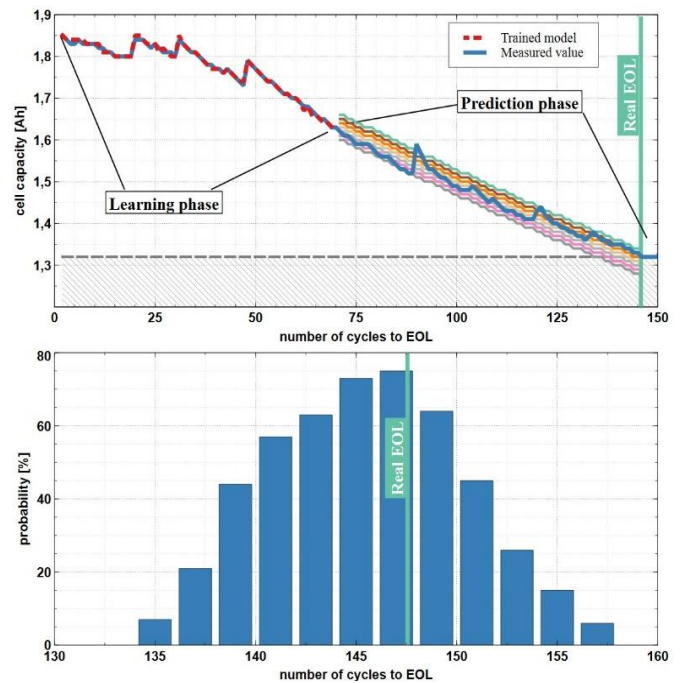 1,9
1,8
1,7
1,6
1,5
1,4
1,3
cell capacity [Ah]
Trained model
Measured value
Prediction phase
Learning phase
Real EOL
0 25 50 75 100 125 150
number of cycles to EOL
80
60
40
20
0
probability [%]
Real EOL
130 135 140 145 150 155 160
number of cycles to EOL